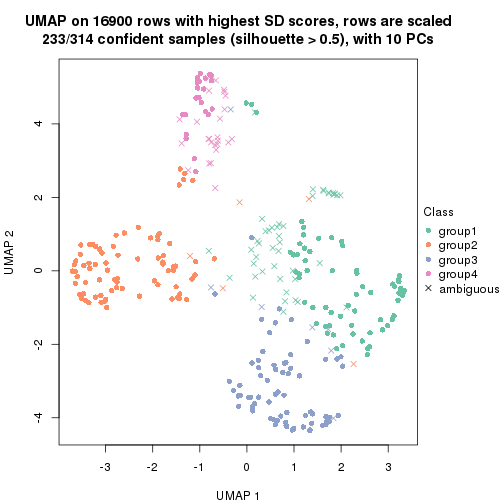 UMAP on 16900 rows with highest SD scores, rows are scaled
233/314 confident samples (silhouette > 0.5), with 10 PCs
4
2
0
-2
-4
UMAP 2
-3
-2
-1
0
1
2
3
UMAP 1
Class
group1
group2
group3
group4
ambiguous